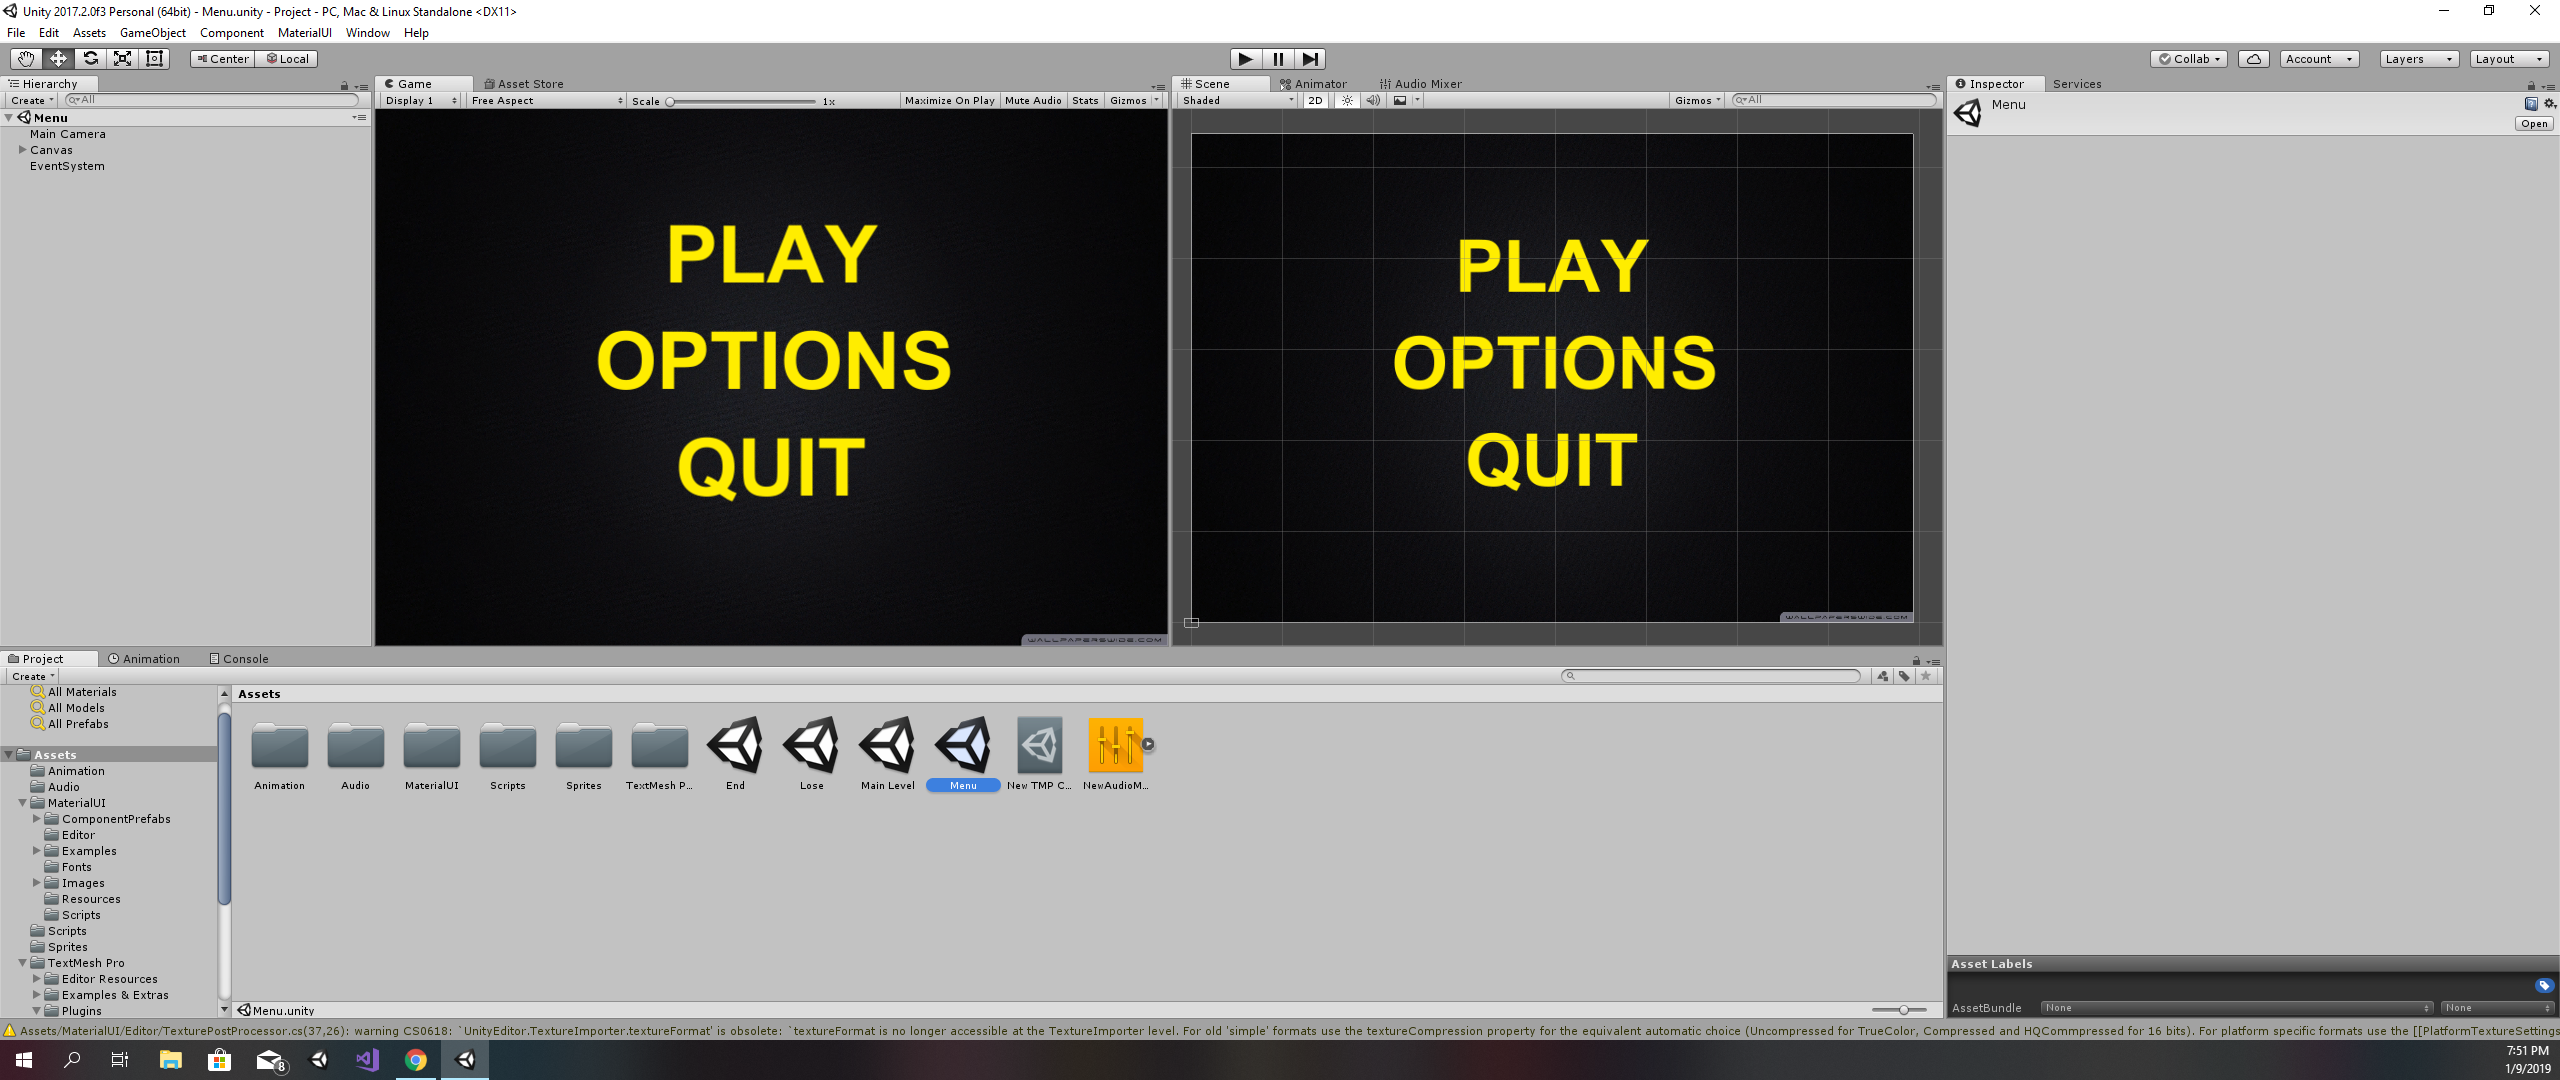 Unity 2017.2.0f3 Personal (64bit) - Menu.unity - Project - PC, Mac & Linux Standalone <DX11>
File Edit Assets GameObject Component MaterialUI Window Help
Center Local Collab Account Layers Layout
Hierarchy
Create All
Menu
Main Camera
Canvas
EventSystem
Game Asset Store
Display 1 Free Aspect Scale 1x Maximize On Play Mute Audio Stats Gizmos
PLAY
OPTIONS
QUIT
WALLPAPERSWIDE.COM
Scene Animator Audio Mixer
Shaded 2D Gizmos All
PLAY
OPTIONS
QUIT
WALLPAPERSWIDE.COM
Inspector Services
Menu
Open
Project Animation Console
Create
All Materials
All Models
All Prefabs
Assets
Animation
Audio
MaterialUI
ComponentPrefabs
Editor
Examples
Fonts
Images
Resources
Scripts
Scripts
Sprites
TextMesh Pro
Editor Resources
Examples & Extras
Plugins
Assets
Animation Audio MaterialUI Scripts Sprites TextMesh P... End Lose Main Level Menu New TMP C... NewAudioM...
Menu.unity
Asset Labels
AssetBundle None None
Assets/MaterialUI/Editor/TexturePostProcessor.cs(37,26): warning CS0618: `UnityEditor.TextureImporter.textureFormat' is obsolete: `textureFormat is no longer accessible at the TextureImporter level. For old 'simple' formats use the textureCompression property for the equivalent automatic choice (Uncompressed for TrueColor, Compressed and HQCommpressed for 16 bits). For platform specific formats use the [[PlatformTextureSettings
8
7:51 PM
1/9/2019